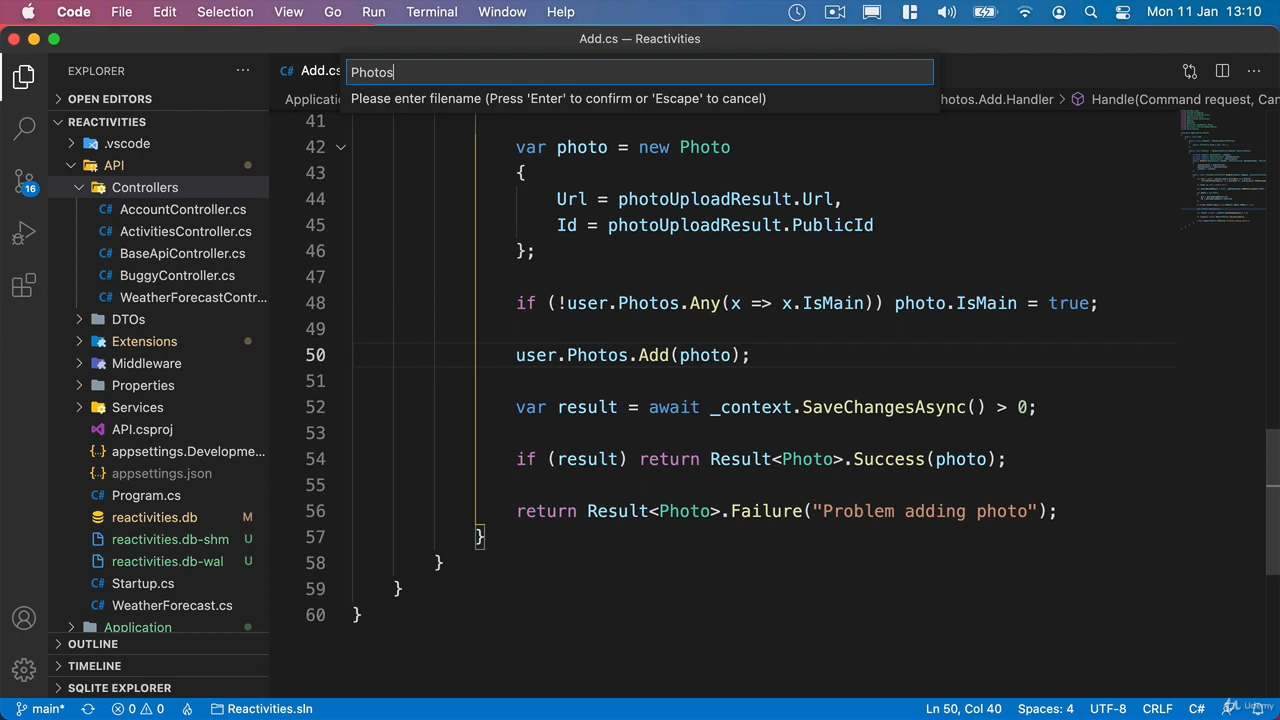 Code File Edit Selection View Go Run Terminal Window Help Mon 11 Jan 13:10
Add.cs — Reactivities
EXPLORER
OPEN EDITORS
REACTIVITIES
.vscode
API
Controllers
AccountController.cs
ActivitiesController.cs
BaseApiController.cs
BuggyController.cs
WeatherForecastContr...
DTOs
Extensions
Middleware
Properties
Services
API.csproj
appsettings.Developme...
appsettings.json
Program.cs
reactivities.db M
reactivities.db-shm U
reactivities.db-wal U
Startup.cs
WeatherForecast.cs
Application
OUTLINE
TIMELINE
SQLITE EXPLORER
16
C# Add.cs
Photos
Please enter filename (Press 'Enter' to confirm or 'Escape' to cancel)
Applicatio
hotos.Add.Handler > Handle(Command request, Can
41
42 var photo = new Photo
43 {
44 Url = photoUploadResult.Url,
45 Id = photoUploadResult.PublicId
46 };
47
48 if (!user.Photos.Any(x => x.IsMain)) photo.IsMain = true;
49
50 user.Photos.Add(photo);
51
52 var result = await _context.SaveChangesAsync() > 0;
53
54 if (result) return Result<Photo>.Success(photo);
55
56 return Result<Photo>.Failure("Problem adding photo");
57 }
58 }
59 }
60 }
main* 0 0 Reactivities.sln Ln 50, Col 40 Spaces: 4 UTF-8 CRLF C#
Udemy